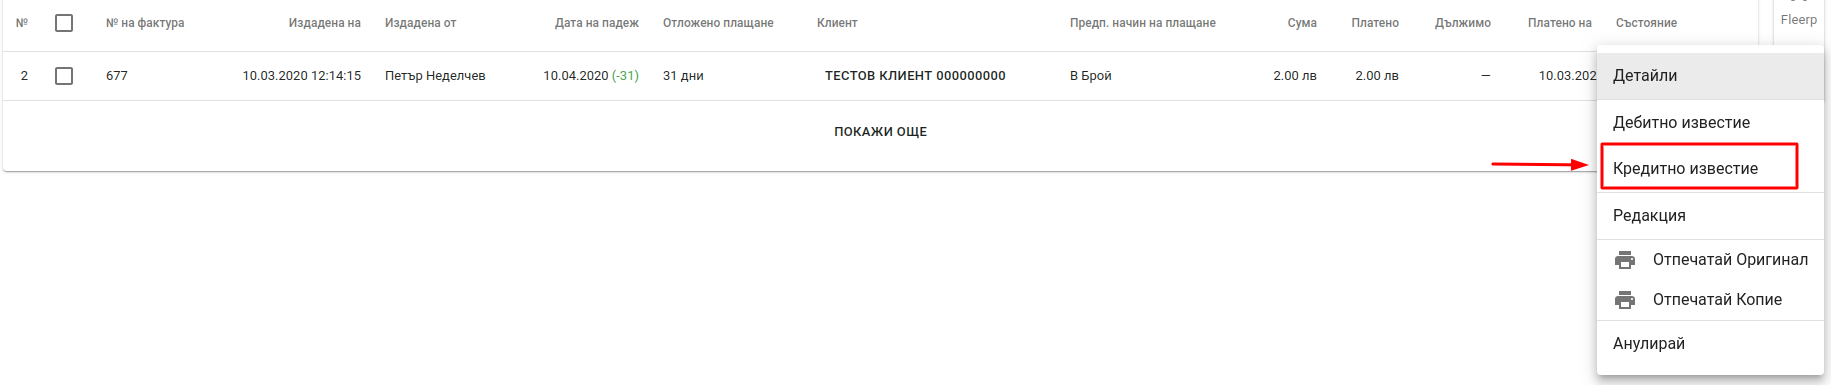 № № на фактура Издадена на Издадена от Дата на падеж Отложено плащане Клиент Предп. начин на плащане Сума Платено Дължимо Платено на Състояние
Fleerp
2 677 10.03.2020 12:14:15 Петър Неделчев 10.04.2020 (-31) 31 дни ТЕСТОВ КЛИЕНТ 000000000 В Брой 2.00 лв 2.00 лв — 10.03.202
ПОКАЖИ ОЩЕ
Детайли
Дебитно известие
Кредитно известие
Редакция
Отпечатай Оригинал
Отпечатай Копие
Анулирай